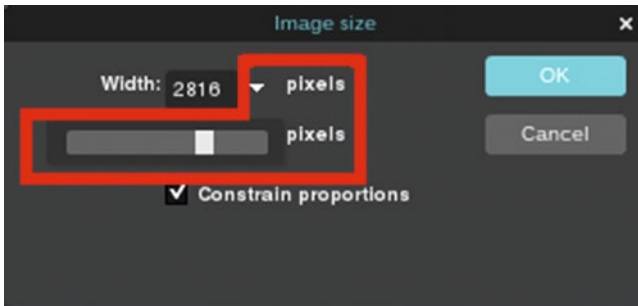 Image size
Width: 2816 pixels
OK
pixels
Cancel
Constrain proportions